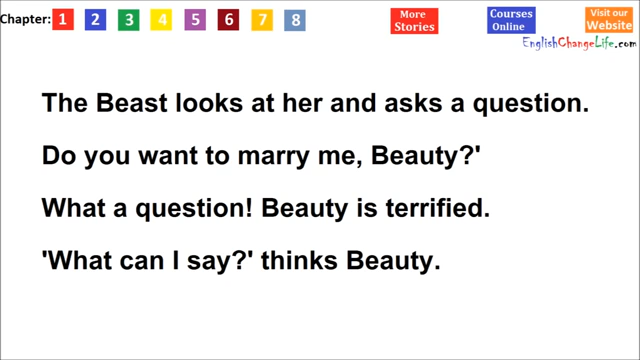 Chapter: 1 2 3 4 5 6 7 8 More Stories Courses Online Visit our Website
EnglishChangeLife.com
The Beast looks at her and asks a question.
Do you want to marry me, Beauty?'
What a question! Beauty is terrified.
'What can I say?' thinks Beauty.